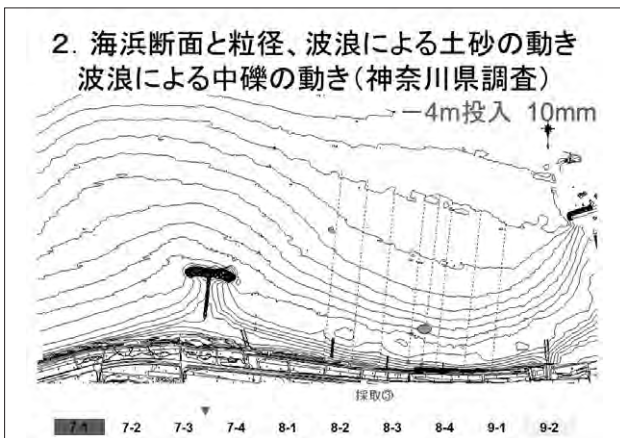 ２．海浜断面と粒径、波浪による土砂の動き
波浪による中礫の動き（神奈川県調査）
－4m投入 10mm
採取③
7-1 7-2 7-3 7-4 8-1 8-2 8-3 8-4 9-1 9-2